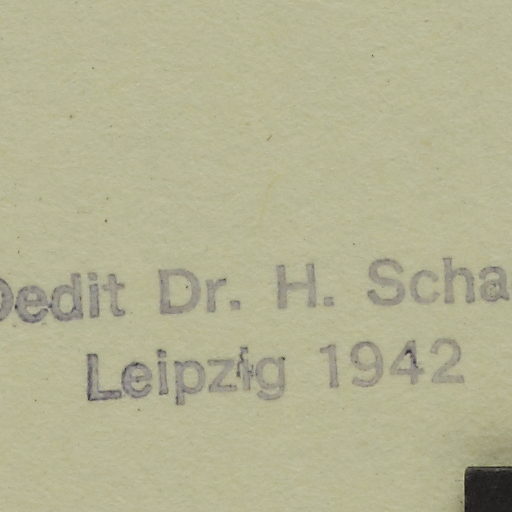 Dedit Dr. H. Scha
Leipzig 1942